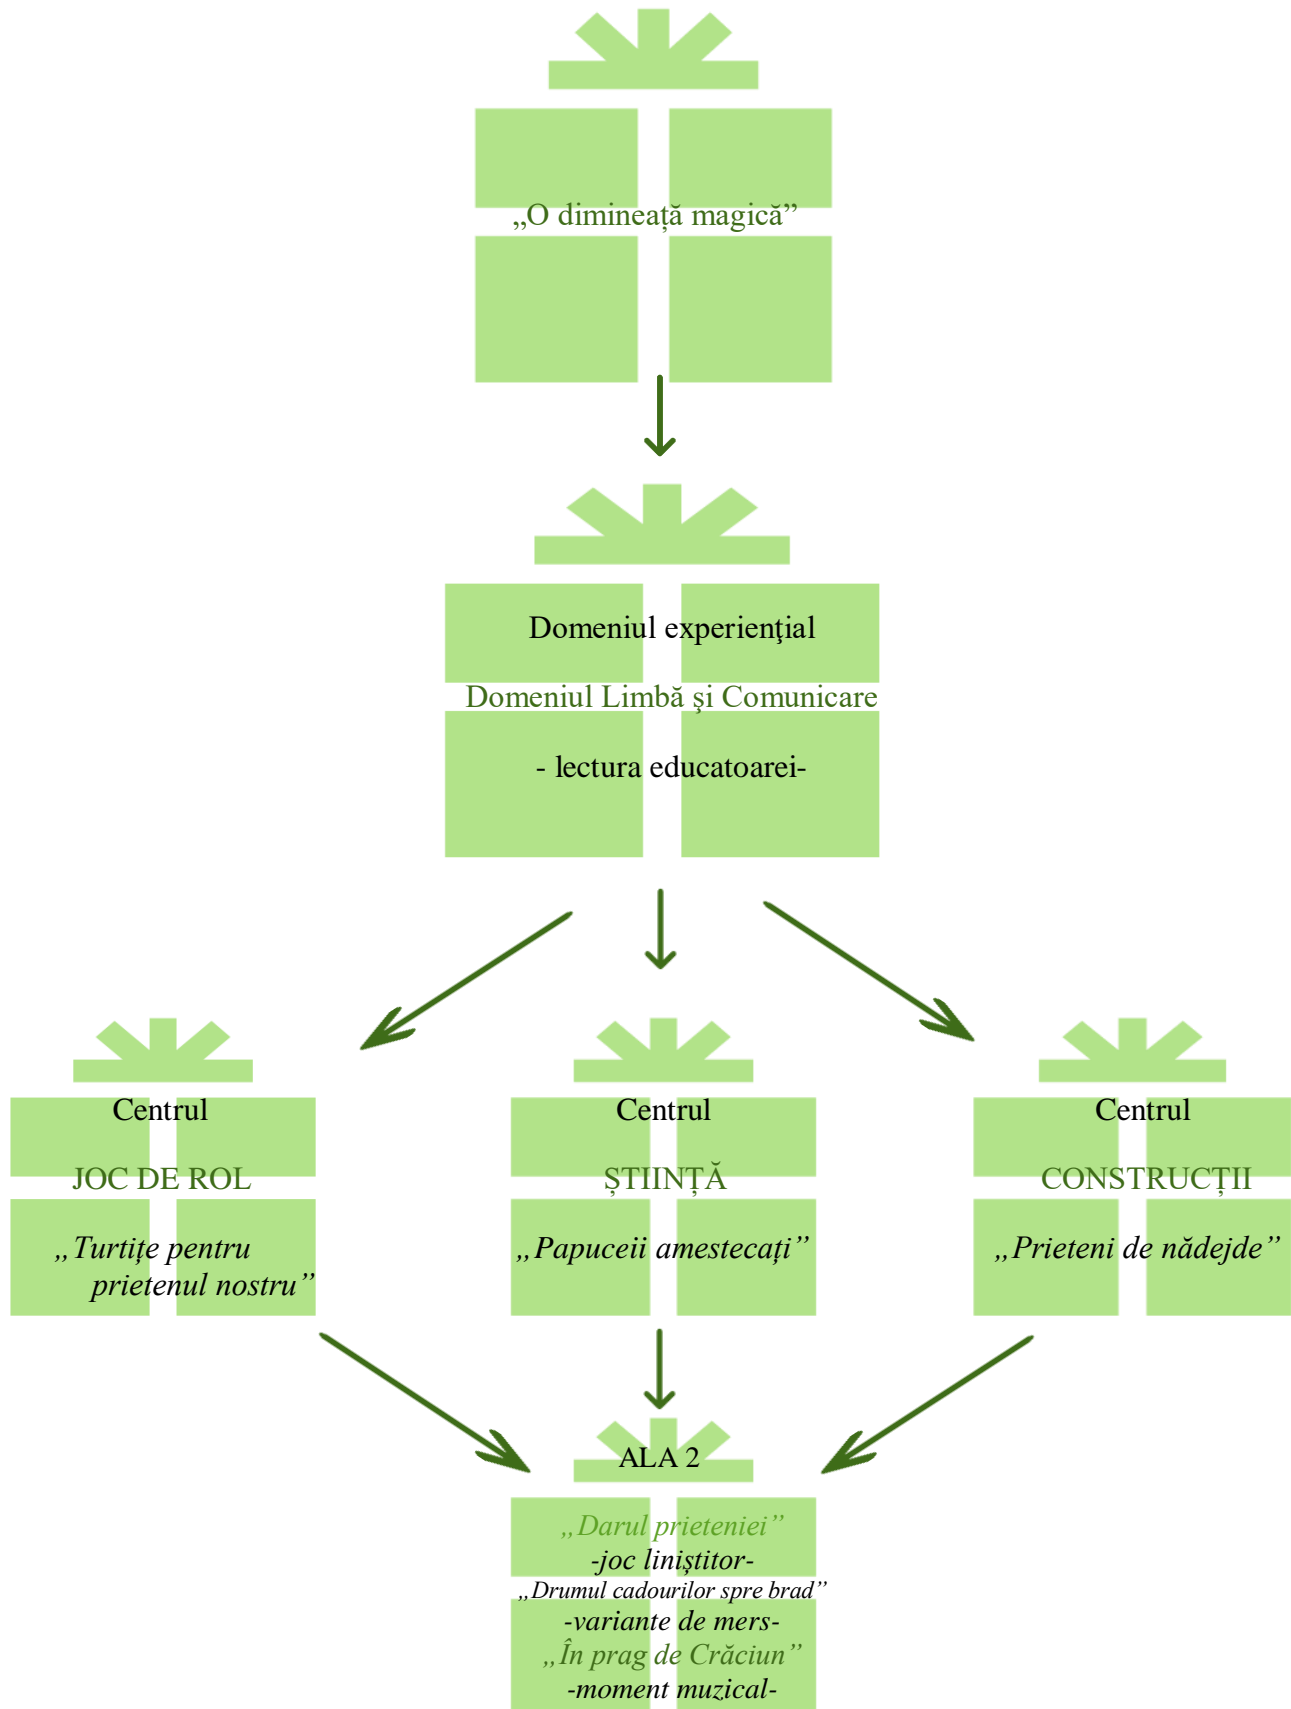 „O dimineață magică”
Domeniul experienţial
Domeniul Limbă şi Comunicare
- lectura educatoarei-
Centrul
JOC DE ROL
„Turtițe pentru
prietenul nostru”
Centrul
ȘTIINȚĂ
„Papuceii amestecați”
Centrul
CONSTRUCȚII
„Prieteni de nădejde”
ALA 2
„Darul prieteniei”
-joc liniștitor-
„Drumul cadourilor spre brad”
-variante de mers-
„În prag de Crăciun”
-moment muzical-